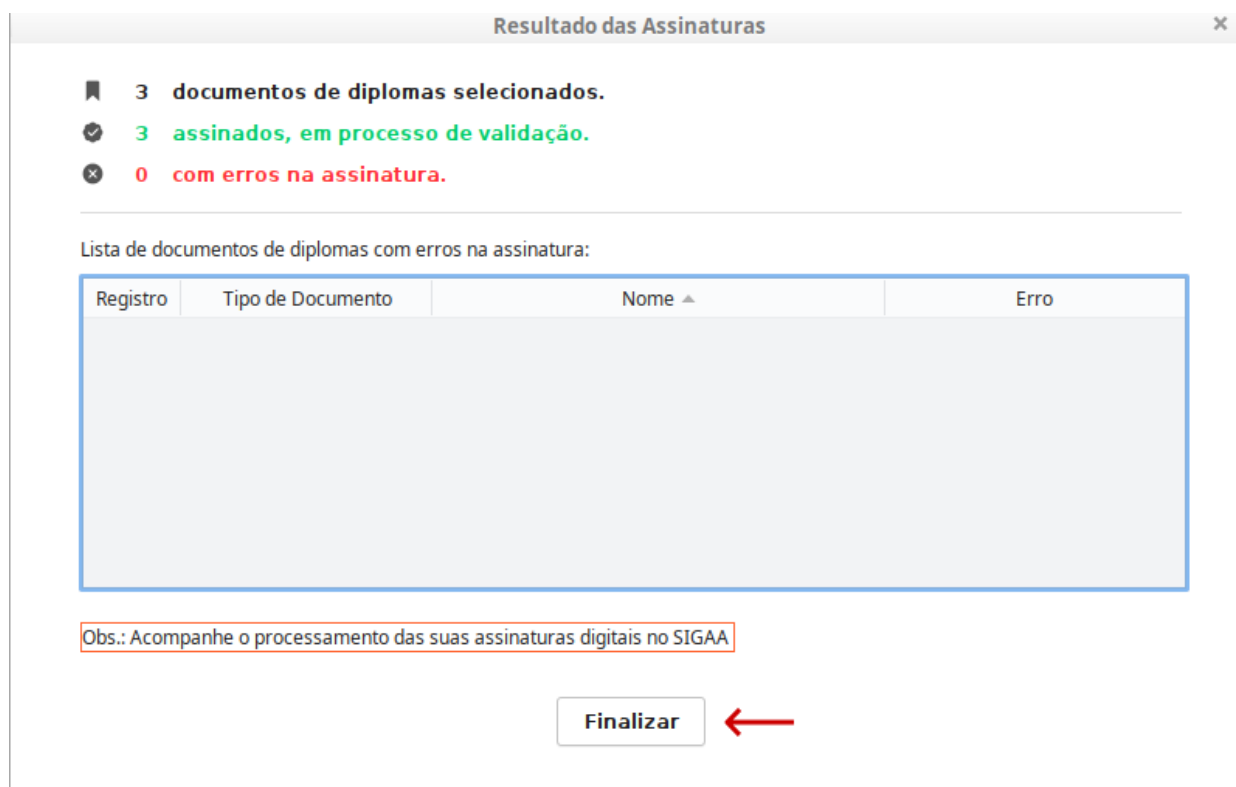 Resultado das Assinaturas ×
3 documentos de diplomas selecionados.
3 assinados, em processo de validação.
0 com erros na assinatura.
Lista de documentos de diplomas com erros na assinatura:
Registro Tipo de Documento Nome Erro
Obs.: Acompanhe o processamento das suas assinaturas digitais no SIGAA
Finalizar